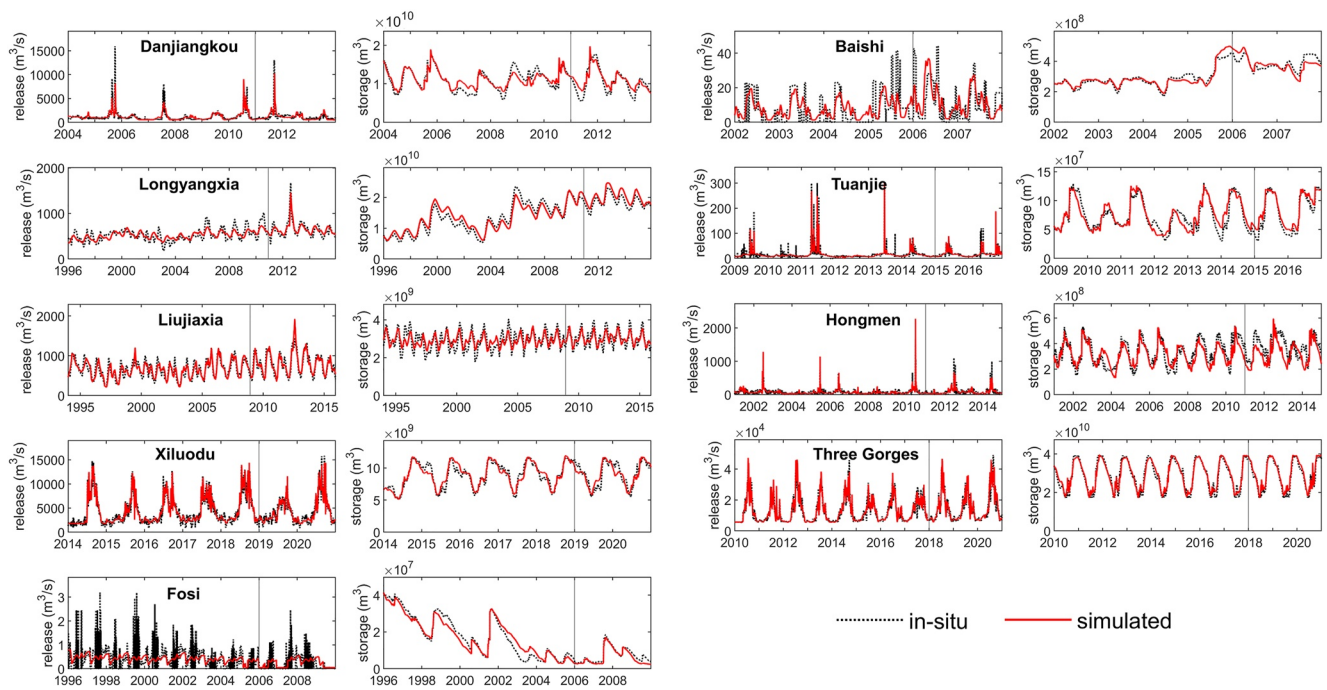 ×10¹⁰
×10⁸
release (m³/s)
15000
10000
5000
0
Danjiangkou
2004 2006 2008 2010 2012
storage (m³)
2
1
0
2004 2006 2008 2010 2012
release (m³/s)
40
30
20
10
0
Baishi
2002 2003 2004 2005 2006 2007
storage (m³)
6
4
2
0
2002 2003 2004 2005 2006 2007
×10¹⁰
×10⁷
release (m³/s)
2000
1000
0
Longyangxia
1996 2000 2004 2008 2012
storage (m³)
2
1
0
1996 2000 2004 2008 2012
release (m³/s)
300
200
100
0
Tuanjie
2009 2010 2011 2012 2013 2014 2015 2016
storage (m³)
15
10
5
0
2009 2010 2011 2012 2013 2014 2015 2016
×10⁹
×10⁸
release (m³/s)
2000
1000
0
Liujiaxia
1995 2000 2005 2010 2015
storage (m³)
4
2
0
1995 2000 2005 2010 2015
release (m³/s)
2000
1000
0
Hongmen
2002 2004 2006 2008 2010 2012 2014
storage (m³)
6
4
2
0
2002 2004 2006 2008 2010 2012 2014
×10⁹
×10⁴
×10¹⁰
release (m³/s)
15000
10000
5000
0
Xiluodu
2014 2015 2016 2017 2018 2019 2020
storage (m³)
10
5
0
2014 2015 2016 2017 2018 2019 2020
release (m³/s)
4
2
0
Three Gorges
2010 2012 2014 2016 2018 2020
storage (m³)
4
2
0
2010 2012 2014 2016 2018 2020
×10⁷
release (m³/s)
3
2
1
0
Fosi
1996 1998 2000 2002 2004 2006 2008
storage (m³)
4
2
0
1996 1998 2000 2002 2004 2006 2008
in-situ simulated